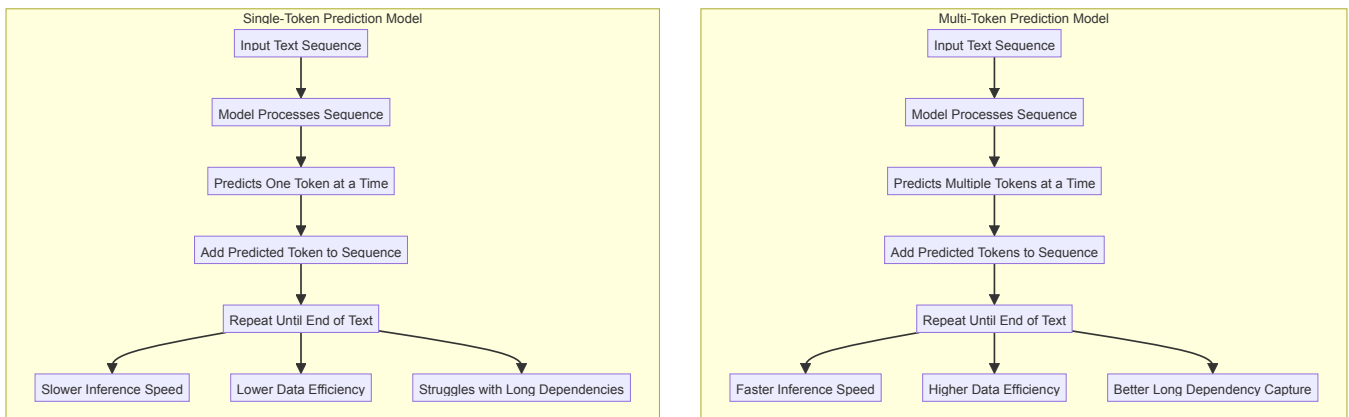 Single-Token Prediction Model
Input Text Sequence
Model Processes Sequence
Predicts One Token at a Time
Add Predicted Token to Sequence
Repeat Until End of Text
Slower Inference Speed
Lower Data Efficiency
Struggles with Long Dependencies
Multi-Token Prediction Model
Input Text Sequence
Model Processes Sequence
Predicts Multiple Tokens at a Time
Add Predicted Tokens to Sequence
Repeat Until End of Text
Faster Inference Speed
Higher Data Efficiency
Better Long Dependency Capture